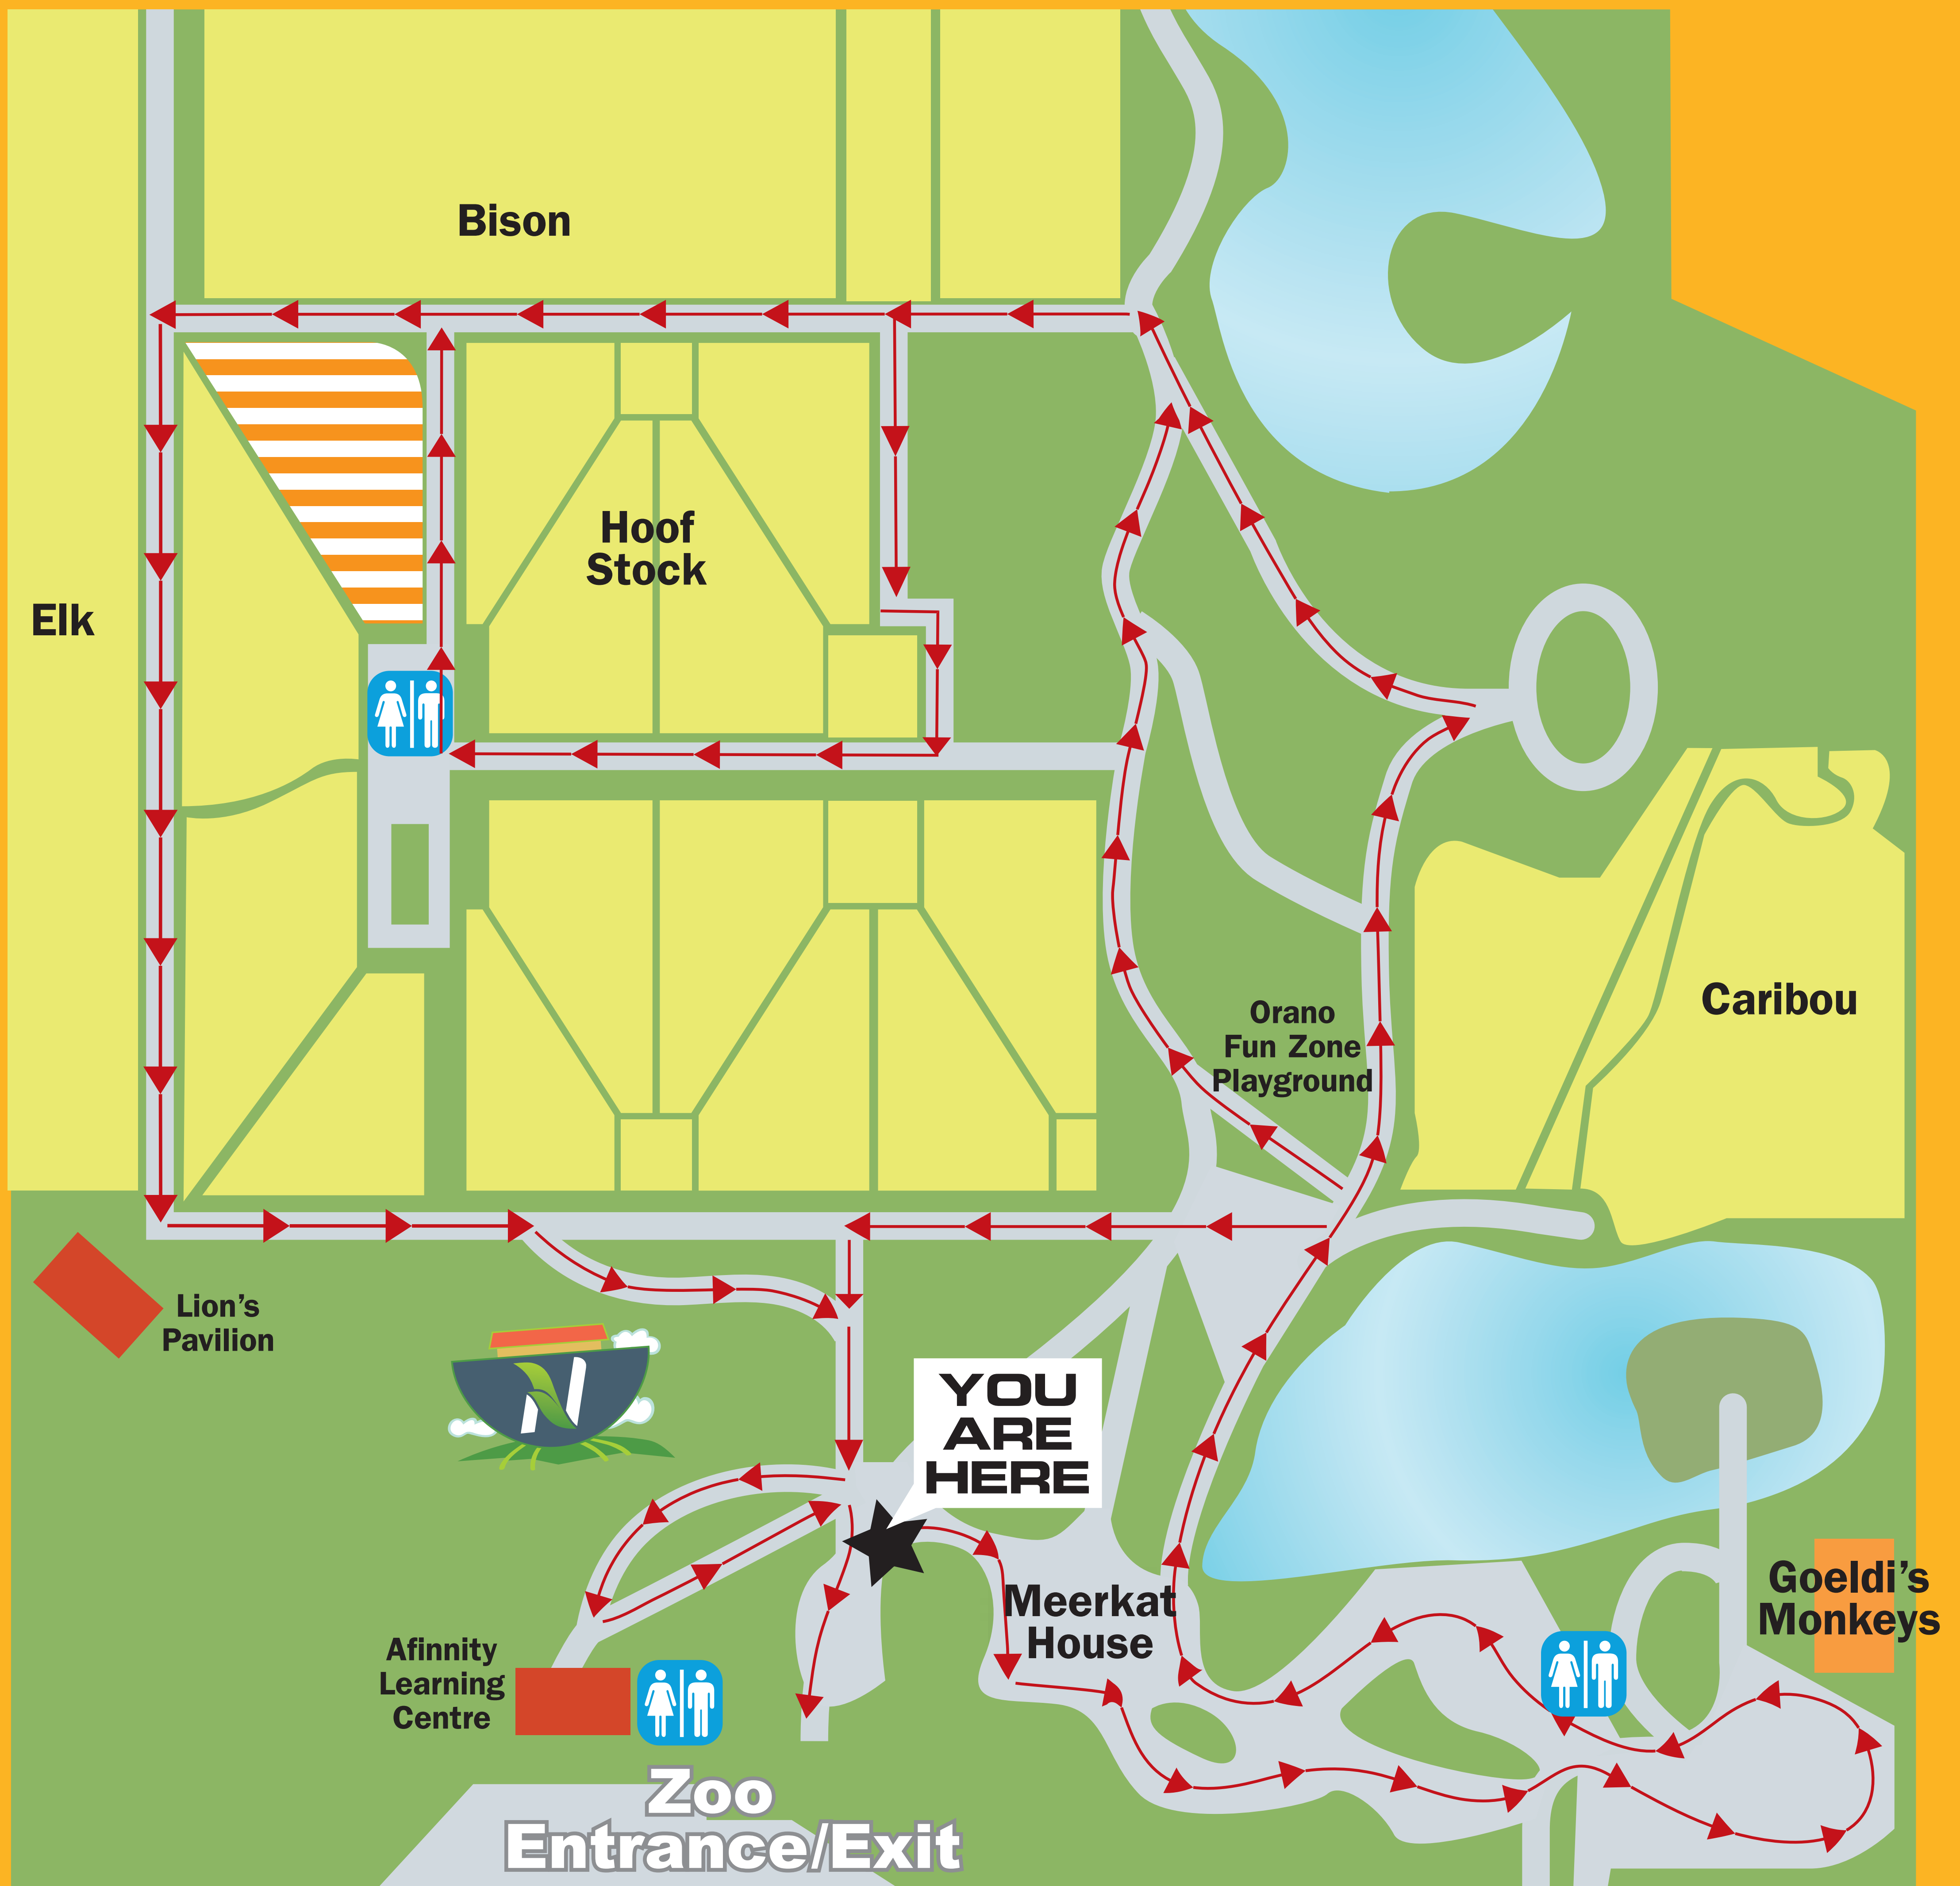 Bison
Hoof
Stock
Elk
Orano
Fun Zone
Playground
Caribou
Lion's
Pavilion
YOU
ARE
HERE
Meerkat
House
Goeldi's
Monkeys
Afinnity
Learning
Centre
Zoo
Entrance/Exit